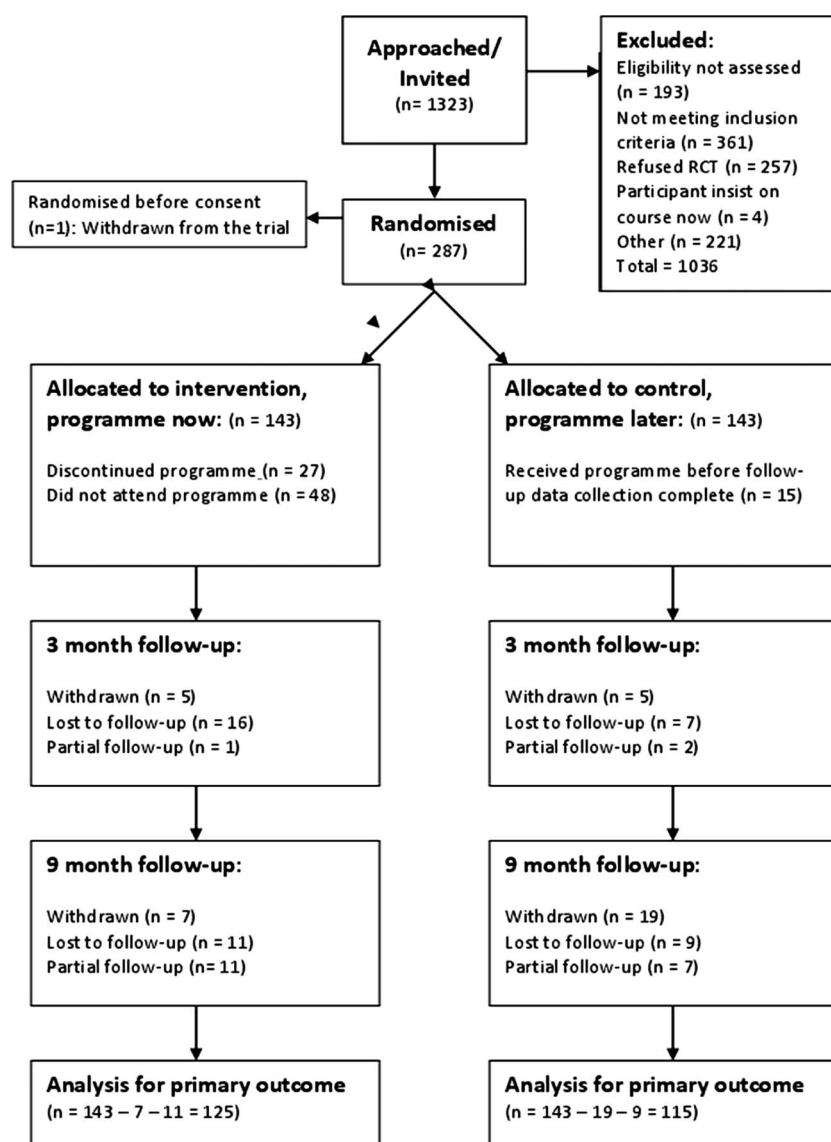 Approached/
Invited
(n= 1323)
Excluded:
Eligibility not assessed
(n = 193)
Not meeting inclusion
criteria (n = 361)
Refused RCT (n = 257)
Participant insist on
course now (n = 4)
Other (n = 221)
Total = 1036
Randomised before consent
(n=1): Withdrawn from the trial
Randomised
(n= 287)
Allocated to intervention,
programme now: (n = 143)
Discontinued programme_(n = 27)
Did not attend programme (n = 48)
Allocated to control,
programme later: (n = 143)
Received programme before follow-
up data collection complete (n = 15)
3 month follow-up:
Withdrawn (n = 5)
Lost to follow-up (n = 16)
Partial follow-up (n = 1)
3 month follow-up:
Withdrawn (n = 5)
Lost to follow-up (n = 7)
Partial follow-up (n = 2)
9 month follow-up:
Withdrawn (n = 7)
Lost to follow-up (n = 11)
Partial follow-up (n= 11)
9 month follow-up:
Withdrawn (n = 19)
Lost to follow-up (n = 9)
Partial follow-up (n = 7)
Analysis for primary outcome
(n = 143 – 7 – 11 = 125)
Analysis for primary outcome
(n = 143 – 19 – 9 = 115)